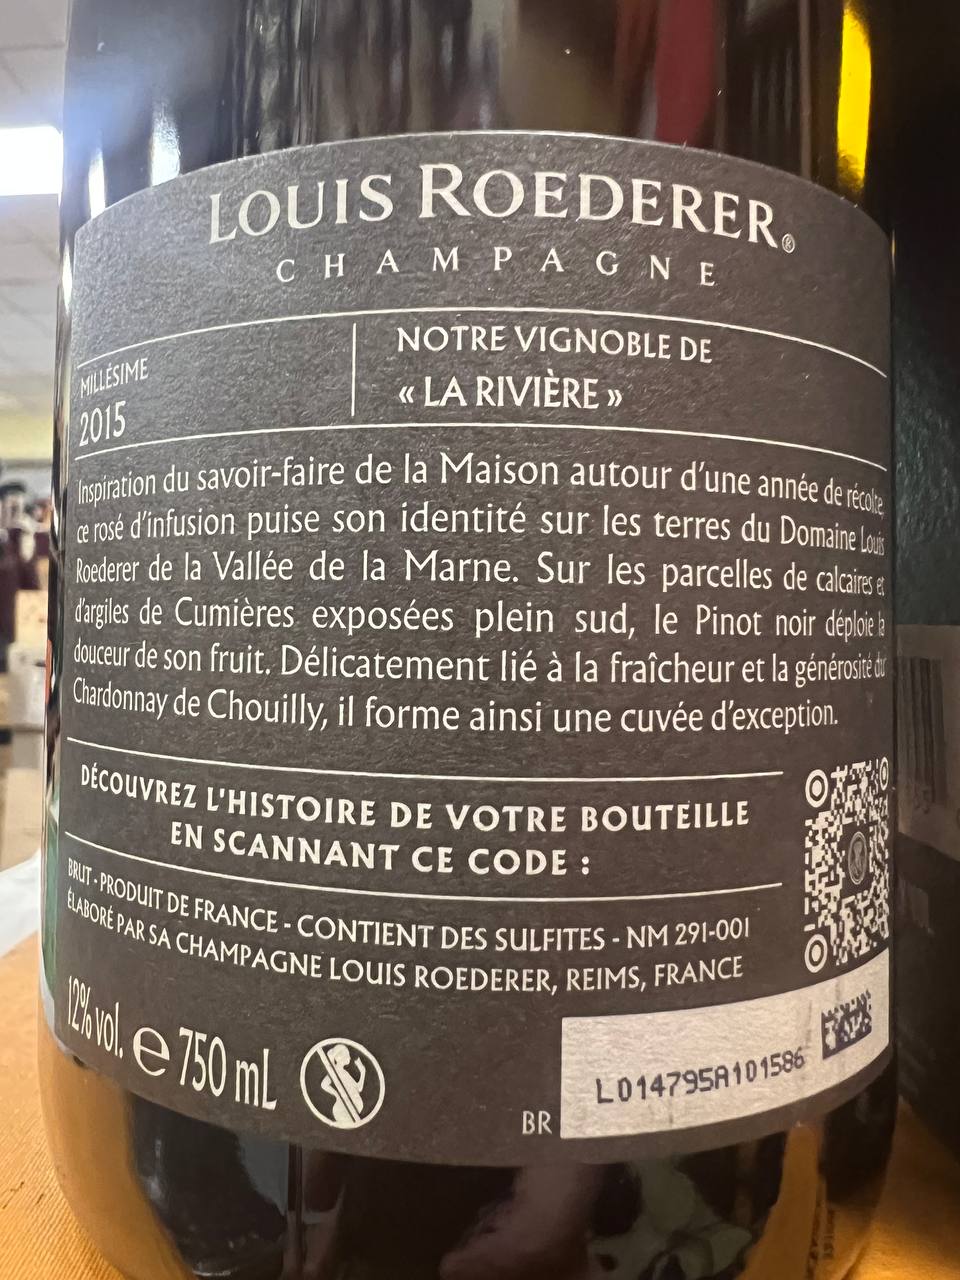 LOUIS ROEDERER®
CHAMPAGNE
MILLÉSIME
2015
NOTRE VIGNOBLE DE
« LA RIVIÈRE »
Inspiration du savoir-faire de la Maison autour d'une année de récolte,
ce rosé d'infusion puise son identité sur les terres du Domaine Louis
Roederer de la Vallée de la Marne. Sur les parcelles de calcaires et
d'argiles de Cumières exposées plein sud, le Pinot noir déploie la
douceur de son fruit. Délicatement lié à la fraîcheur et la générosité du
Chardonnay de Chouilly, il forme ainsi une cuvée d'exception.
DÉCOUVREZ L'HISTOIRE DE VOTRE BOUTEILLE
EN SCANNANT CE CODE :
BRUT - PRODUIT DE FRANCE - CONTIENT DES SULFITES - NM 291-001
ÉLABORÉ PAR SA CHAMPAGNE LOUIS ROEDERER, REIMS, FRANCE
12% vol. e 750 mL
BR
L014795A101586